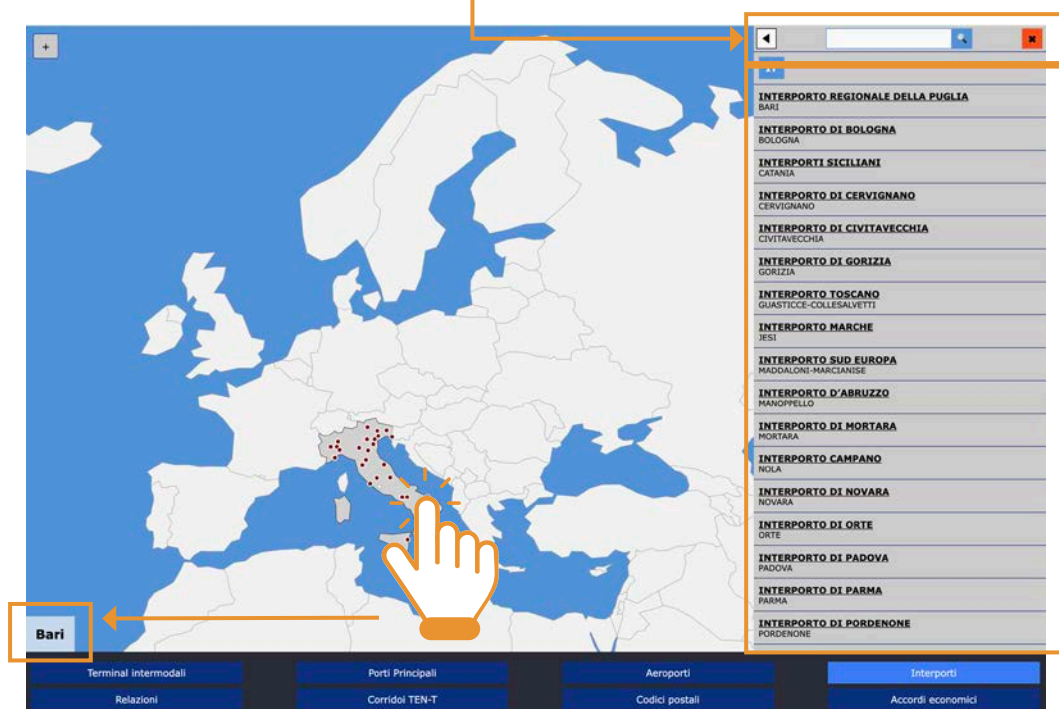 +
INTERPORTO REGIONALE DELLA PUGLIA
BARI
INTERPORTO DI BOLOGNA
BOLOGNA
INTERPORTI SICILIANI
CATANIA
INTERPORTO DI CERVIGNANO
CERVIGNANO
INTERPORTO DI CIVITAVECCHIA
CIVITAVECCHIA
INTERPORTO DI GORIZIA
GORIZIA
INTERPORTO TOSCANO
GUASTICCE-COLLESALVETTI
INTERPORTO MARCHE
JESI
INTERPORTO SUD EUROPA
MADDALONI-MARCIANISE
INTERPORTO D'ABRUZZO
MANOPPELLO
INTERPORTO DI MORTARA
MORTARA
INTERPORTO CAMPANO
NOLA
INTERPORTO DI NOVARA
NOVARA
INTERPORTO DI ORTE
ORTE
INTERPORTO DI PADOVA
PADOVA
INTERPORTO DI PARMA
PARMA
INTERPORTO DI PORDENONE
PORDENONE
Bari
Terminal intermodali Porti Principali Aeroporti Interporti
Relazioni Corridoi TEN-T Codici postali Accordi economici